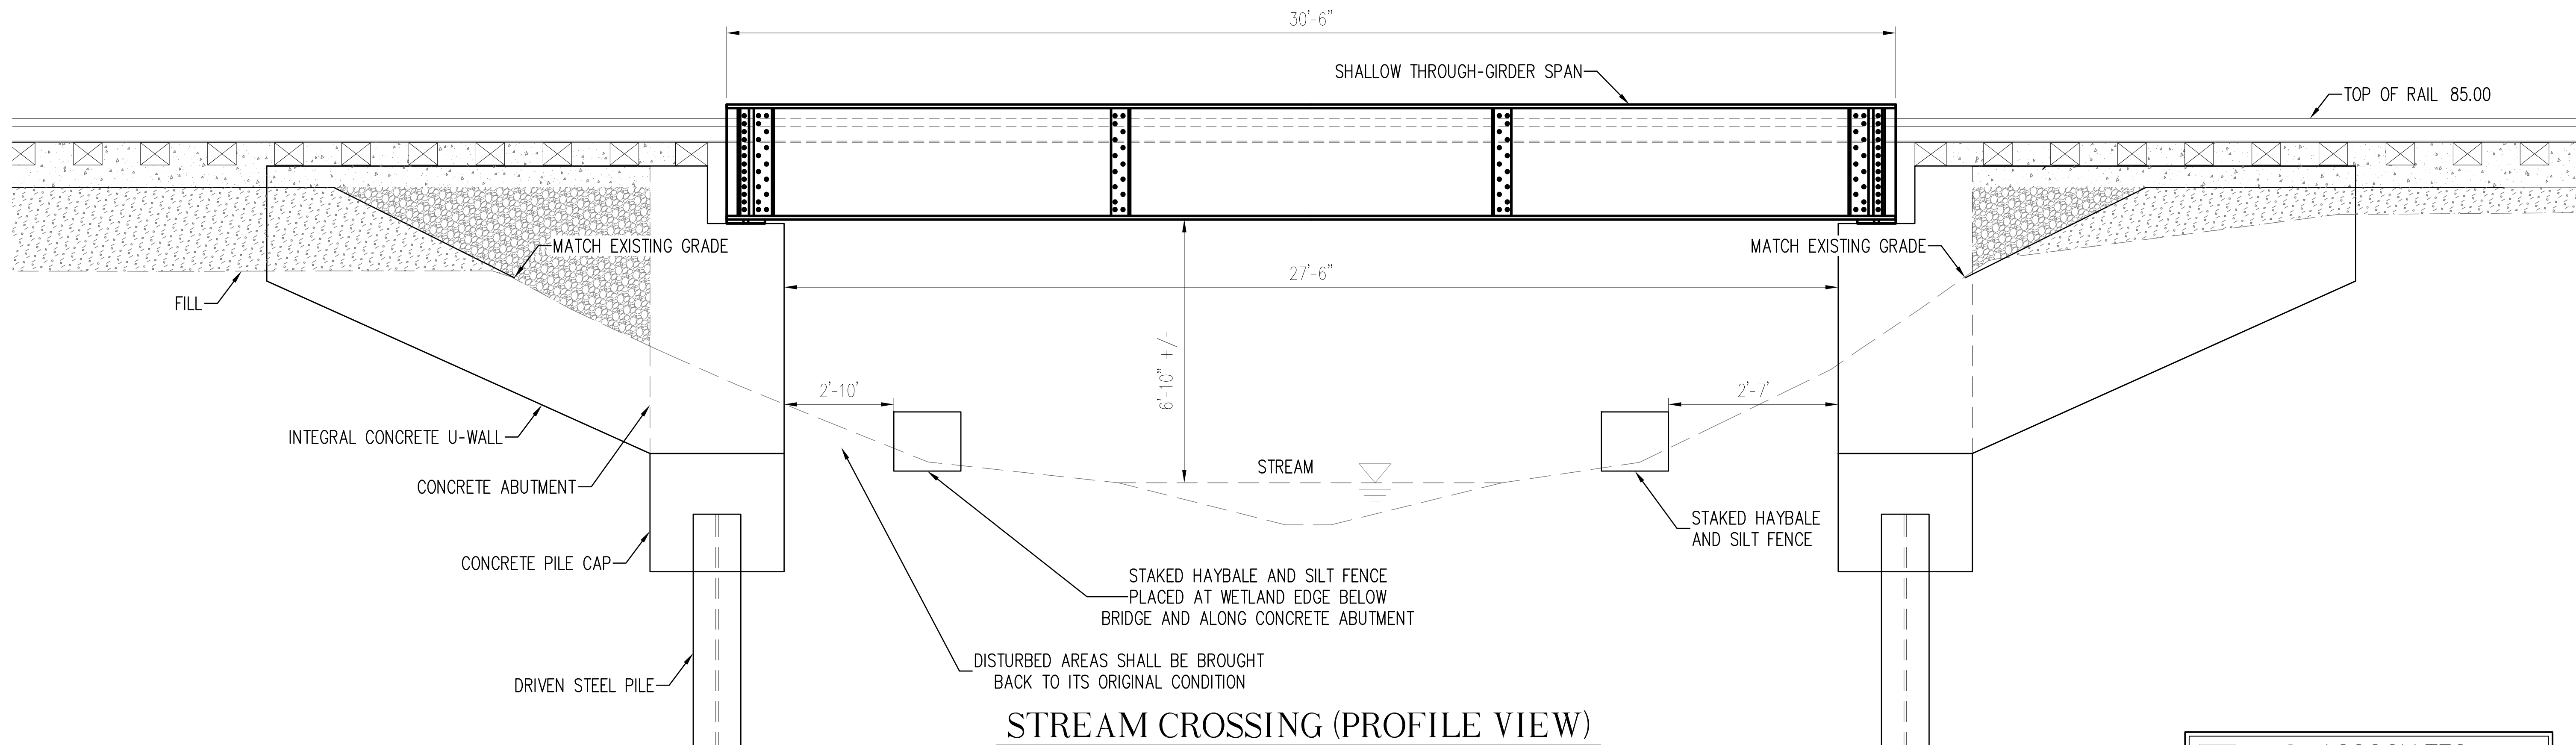 30'-6"
SHALLOW THROUGH-GIRDER SPAN
TOP OF RAIL 85.00
MATCH EXISTING GRADE
MATCH EXISTING GRADE
27'-6"
FILL
6'-10" +/-
2'-10'
2'-7'
INTEGRAL CONCRETE U-WALL
STREAM
CONCRETE ABUTMENT
STAKED HAYBALE
AND SILT FENCE
CONCRETE PILE CAP
STAKED HAYBALE AND SILT FENCE
PLACED AT WETLAND EDGE BELOW
BRIDGE AND ALONG CONCRETE ABUTMENT
DISTURBED AREAS SHALL BE BROUGHT
BACK TO ITS ORIGINAL CONDITION
DRIVEN STEEL PILE
STREAM CROSSING (PROFILE VIEW)